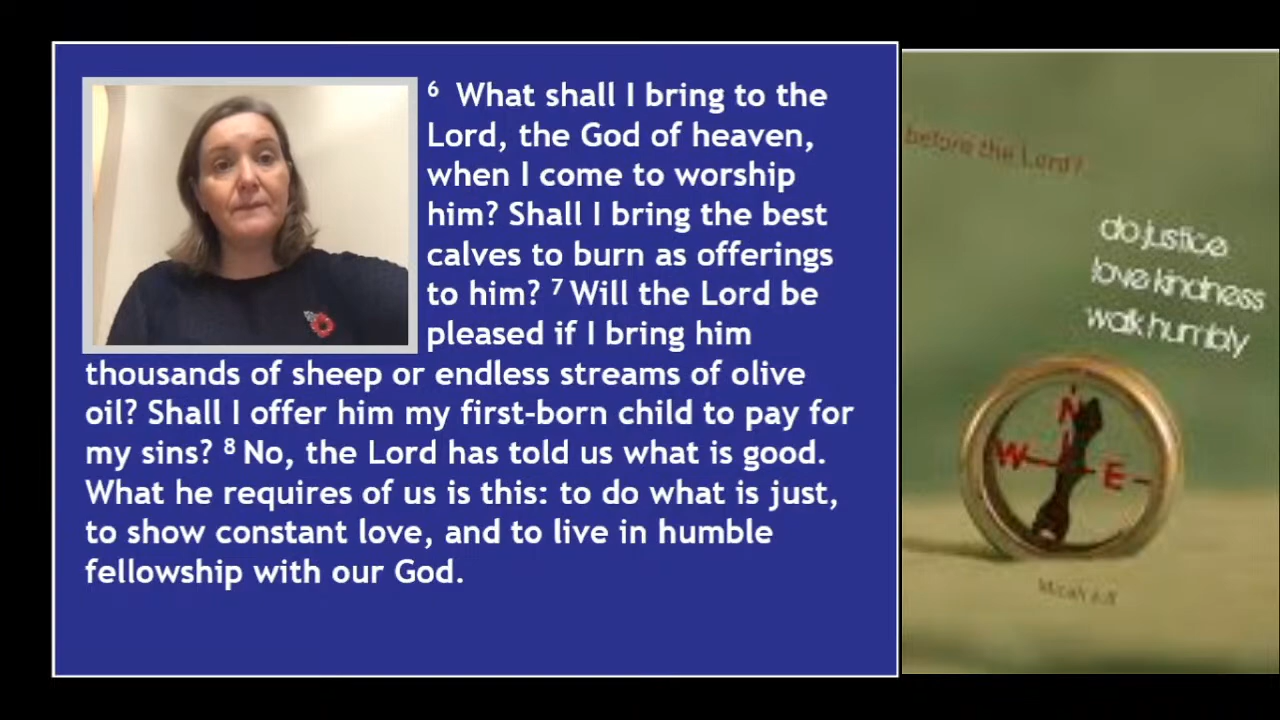 ⁶ What shall I bring to the
Lord, the God of heaven,
when I come to worship
him? Shall I bring the best
calves to burn as offerings
to him? ⁷ Will the Lord be
pleased if I bring him
thousands of sheep or endless streams of olive
oil? Shall I offer him my first-born child to pay for
my sins? ⁸ No, the Lord has told us what is good.
What he requires of us is this: to do what is just,
to show constant love, and to live in humble
fellowship with our God.
before the Lord?
do justice
love kindness
walk humbly
N
W E
Micah 6:8